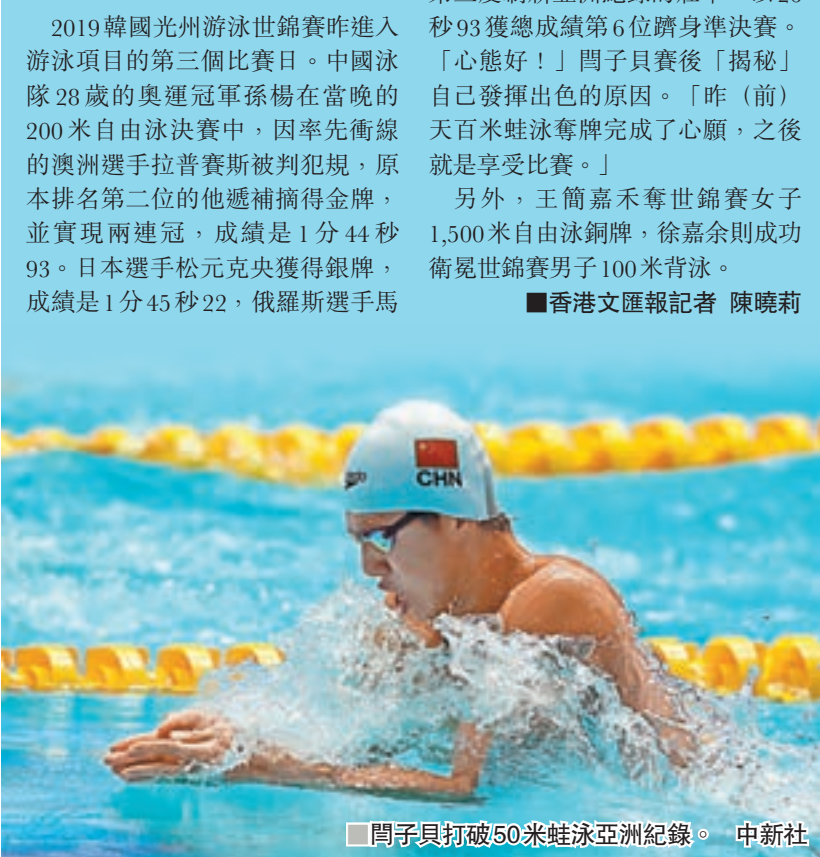 2019韓國光州游泳世錦賽昨進入
游泳項目的第三個比賽日。中國泳
隊28歲的奧運冠軍孫楊在當晚的
200米自由泳決賽中，因率先衝線
的澳洲選手拉普賽斯被判犯規，原
本排名第二位的他遞補摘得金牌，
並實現兩連冠，成績是1分44秒
93。日本選手松元克央獲得銀牌，
成績是1分45秒22，俄羅斯選手馬
秒93獲總成績第6位躋身準決賽。
「心態好！」閆子貝賽後「揭秘」
自己發揮出色的原因。「昨（前）
天百米蛙泳奪牌完成了心願，之後
就是享受比賽。」
另外，王簡嘉禾奪世錦賽女子
1,500米自由泳銅牌，徐嘉余則成功
衛冕世錦賽男子100米背泳。
■香港文匯報記者 陳曉莉
CHN
■閆子貝打破50米蛙泳亞洲紀錄。 中新社